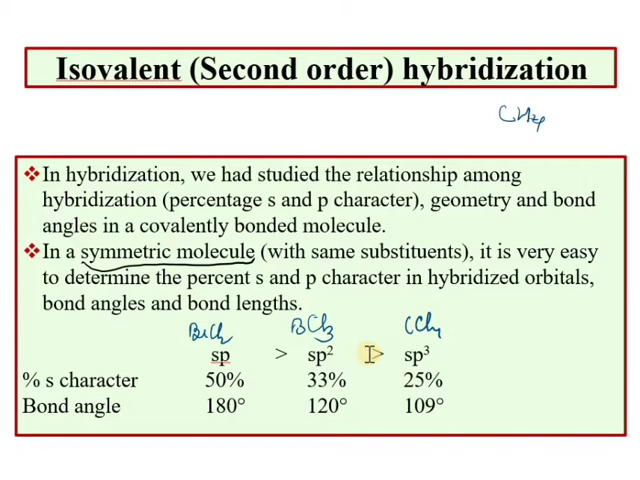 Isovalent (Second order) hybridization
CH4
❖ In hybridization, we had studied the relationship among
hybridization (percentage s and p character), geometry and bond
angles in a covalently bonded molecule.
❖ In a symmetric molecule (with same substituents), it is very easy
to determine the percent s and p character in hybridized orbitals,
bond angles and bond lengths.
BeCl2 BCl3 CCl4
sp > sp² > sp³
% s character 50% 33% 25%
Bond angle 180° 120° 109°